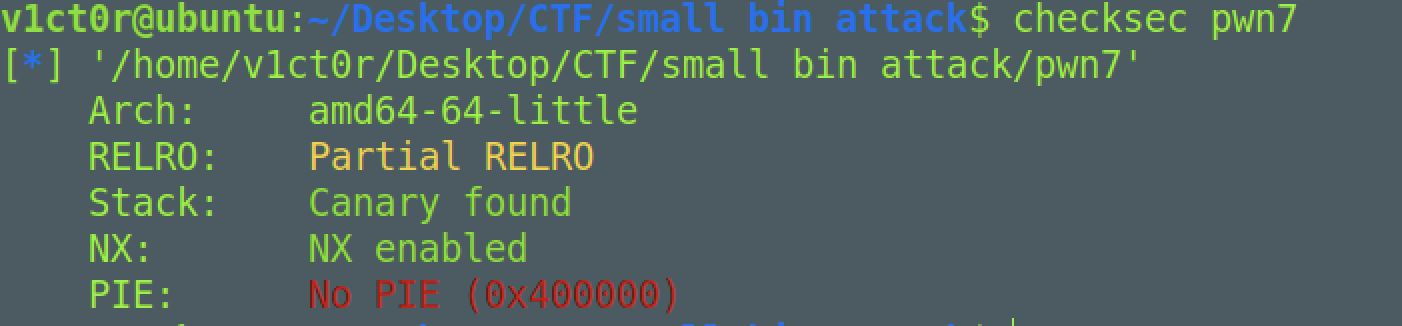 v1ct0r@ubuntu:~/Desktop/CTF/small bin attack$ checksec pwn7
[*] '/home/v1ct0r/Desktop/CTF/small bin attack/pwn7'
Arch: amd64-64-little
RELRO: Partial RELRO
Stack: Canary found
NX: NX enabled
PIE: No PIE (0x400000)